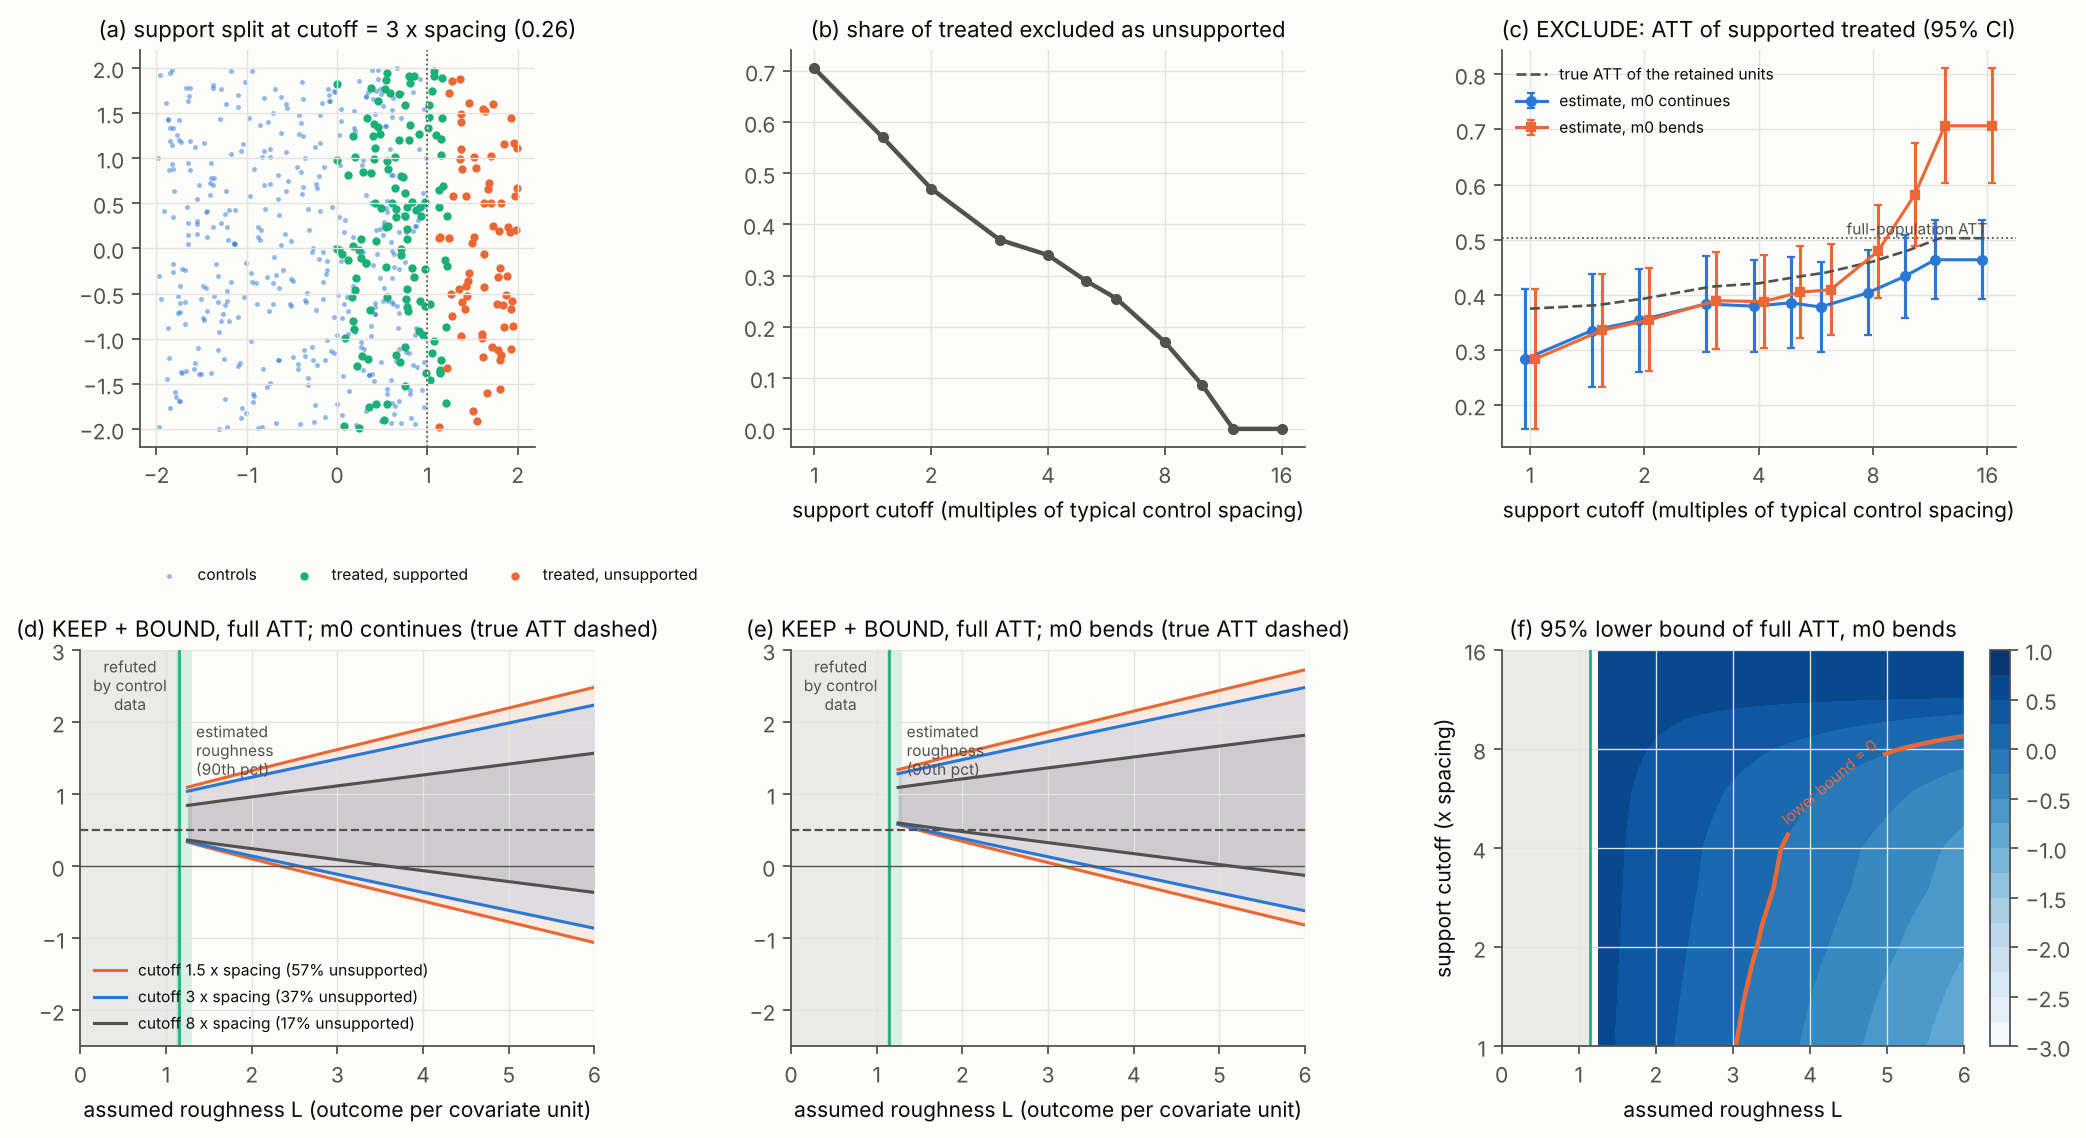 (a) support split at cutoff = 3 x spacing (0.26)
2.0
1.5
1.0
0.5
0.0
−0.5
−1.0
−1.5
−2.0
−2
−1
0
1
2
controls
treated, supported
treated, unsupported
(b) share of treated excluded as unsupported
0.7
0.6
0.5
0.4
0.3
0.2
0.1
0.0
1
2
4
8
16
support cutoff (multiples of typical control spacing)
(c) EXCLUDE: ATT of supported treated (95% CI)
true ATT of the retained units
estimate, m0 continues
estimate, m0 bends
full-population ATT
0.8
0.7
0.6
0.5
0.4
0.3
0.2
1
2
4
8
16
support cutoff (multiples of typical control spacing)
(d) KEEP + BOUND, full ATT; m0 continues (true ATT dashed)
refuted
by control
data
estimated
roughness
(90th pct)
cutoff 1.5 x spacing (57% unsupported)
cutoff 3 x spacing (37% unsupported)
cutoff 8 x spacing (17% unsupported)
3
2
1
0
−1
−2
0
1
2
3
4
5
6
assumed roughness L (outcome per covariate unit)
(e) KEEP + BOUND, full ATT; m0 bends (true ATT dashed)
refuted
by control
data
estimated
roughness
(90th pct)
3
2
1
0
−1
−2
0
1
2
3
4
5
6
assumed roughness L (outcome per covariate unit)
(f) 95% lower bound of full ATT, m0 bends
support cutoff (x spacing)
16
8
4
2
1
lower bound = 0
0
1
2
3
4
5
6
assumed roughness L
1.0
0.5
0.0
−0.5
−1.0
−1.5
−2.0
−2.5
−3.0